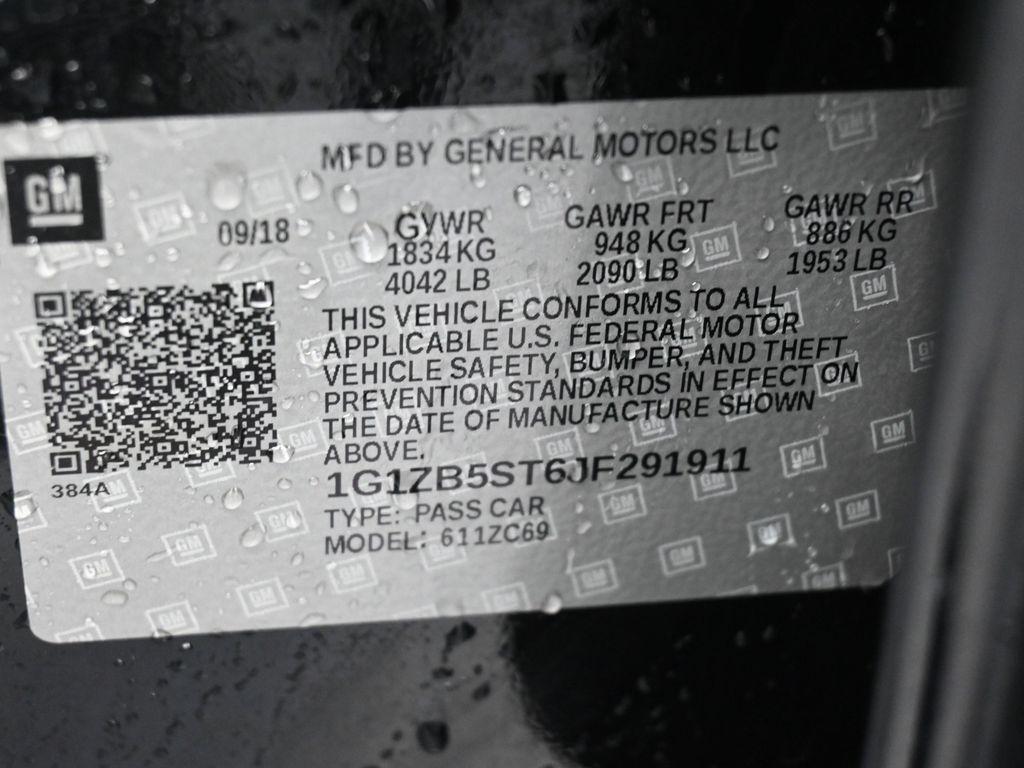 MFD BY GENERAL MOTORS LLC
GM
09/18
GVWR GAWR FRT GAWR RR
1834 KG 948 KG 886 KG
4042 LB 2090 LB 1953 LB
THIS VEHICLE CONFORMS TO ALL
APPLICABLE U.S. FEDERAL MOTOR
VEHICLE SAFETY, BUMPER, AND THEFT
PREVENTION STANDARDS IN EFFECT ON
THE DATE OF MANUFACTURE SHOWN
ABOVE.
384A
1G1ZB5ST6JF291911
TYPE: PASS CAR
MODEL: 611ZC69